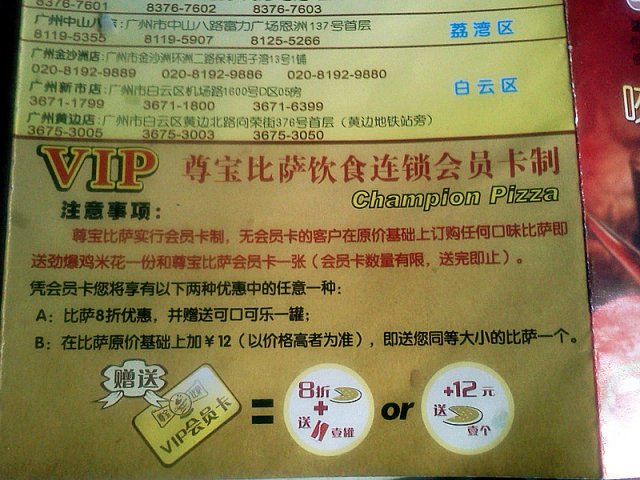 8376-7601 8376-7602 8376-7603
广州中山八店:广州市中山八路富力广场恩洲137号首层
8119-5355 8119-5907 8125-5266
荔湾区
广州金沙洲店:广州市金沙洲环洲二路保利西子湾13号1铺
020-8192-9889 020-8192-9886 020-8192-9880
广州新市店:广州市白云区机场路1600号D区05房
3671-1799 3671-1800 3671-6399
白云区
广州黄边店:广州市白云区黄边北路向荣街376号首层(黄边地铁站旁)
3675-3005 3675-3003 3675-3050
VIP 尊宝比萨饮食连锁会员卡制
Champion Pizza
注意事项:
尊宝比萨实行会员卡制,无会员卡的客户在原价基础上订购任何口味比萨即
送劲爆鸡米花一份和尊宝比萨会员卡一张(会员卡数量有限,送完即止)。
凭会员卡您将享有以下两种优惠中的任意一种:
A:比萨8折优惠,并赠送可口可乐一罐;
B:在比萨原价基础上加¥12(以价格高者为准),即送您同等大小的比萨一个。
赠送
VIP会员卡
=
8折
+
送 壹罐
or
+12元
送
壹个